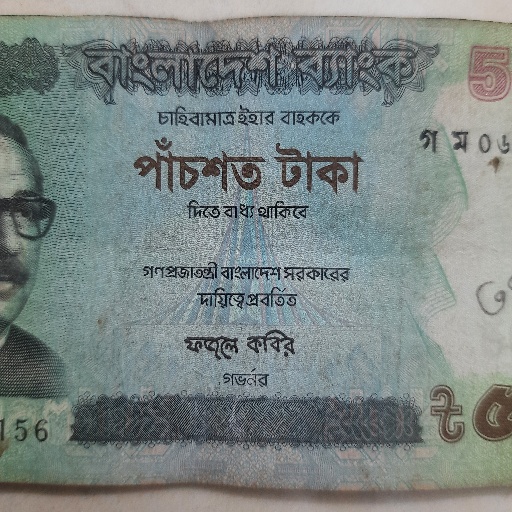 বাংলাদেশ ব্যাংক
5
চাহিবামাত্র ইহার বাহককে
গ ম ০৬
পাঁচশত টাকা
দিতে বাধ্য থাকিবে
গণপ্রজাতন্ত্রী বাংলাদেশ সরকারের
দায়িত্বে প্রবর্তিত
ফজলে কবির
গভর্নর
156
৳ ৫